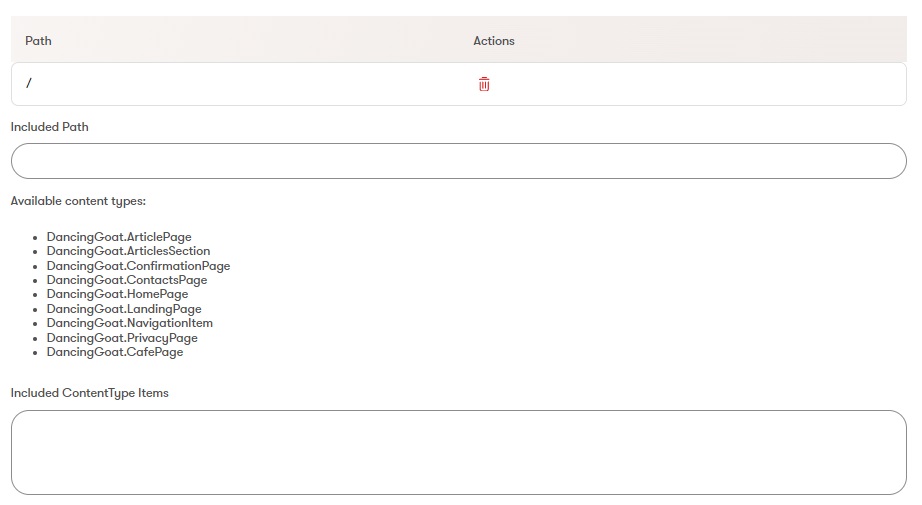 Path Actions
/
Included Path
Available content types:
DancingGoat.ArticlePage
DancingGoat.ArticlesSection
DancingGoat.ConfirmationPage
DancingGoat.ContactsPage
DancingGoat.HomePage
DancingGoat.LandingPage
DancingGoat.NavigationItem
DancingGoat.PrivacyPage
DancingGoat.CafePage
Included ContentType Items